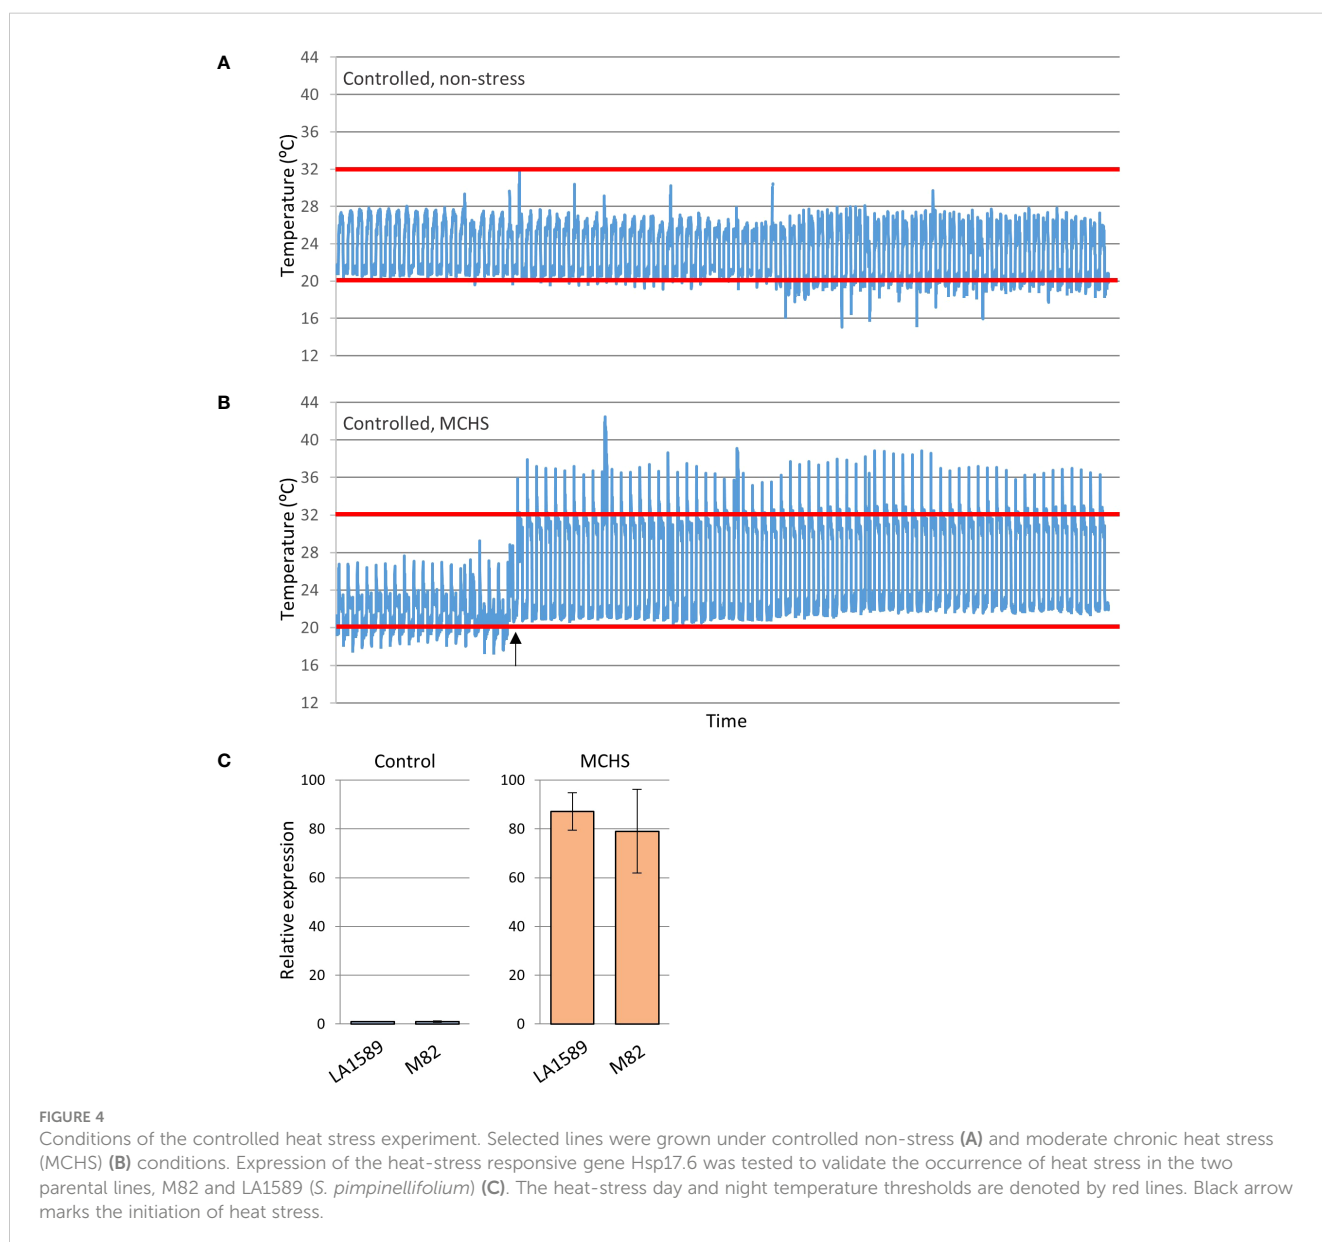 A
Controlled, non-stress
Temperature (ºC)
44
40
36
32
28
24
20
16
12
B
Controlled, MCHS
Temperature (ºC)
44
40
36
32
28
24
20
16
12
Time
C
Control
MCHS
Relative expression
100
80
60
40
20
0
100
80
60
40
20
0
LA1589
M82
LA1589
M82
FIGURE 4
Conditions of the controlled heat stress experiment. Selected lines were grown under controlled non-stress (A) and moderate chronic heat stress
(MCHS) (B) conditions. Expression of the heat-stress responsive gene Hsp17.6 was tested to validate the occurrence of heat stress in the two
parental lines, M82 and LA1589 (S. pimpinellifolium) (C). The heat-stress day and night temperature thresholds are denoted by red lines. Black arrow
marks the initiation of heat stress.